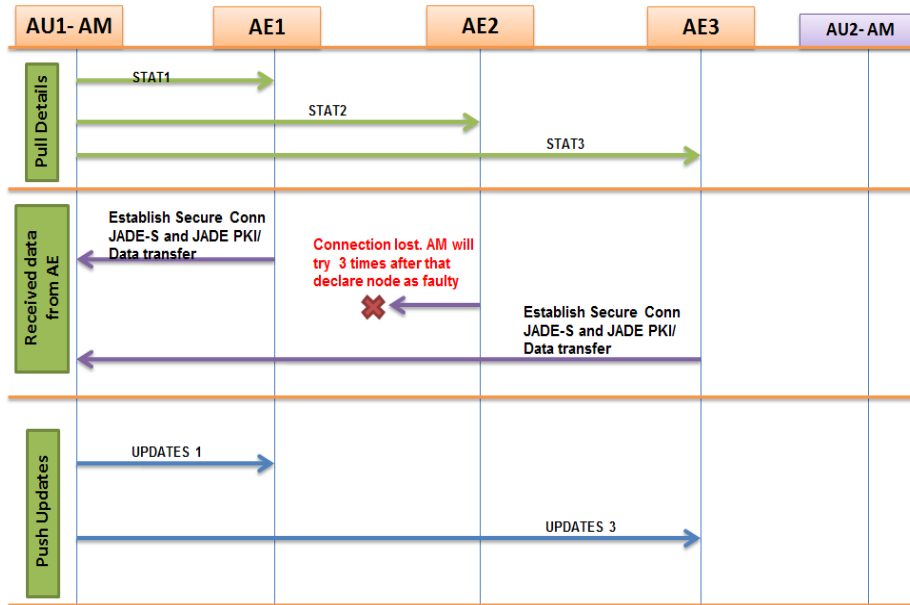 AU1- AM
AE1
AE2
AE3
AU2- AM
Pull Details
STAT1
STAT2
STAT3
Received data
from AE
Establish Secure Conn
JADE-S and JADE PKI/
Data transfer
Connection lost. AM will
try 3 times after that
declare node as faulty
Establish Secure Conn
JADE-S and JADE PKI/
Data transfer
Push Updates
UPDATES 1
UPDATES 3